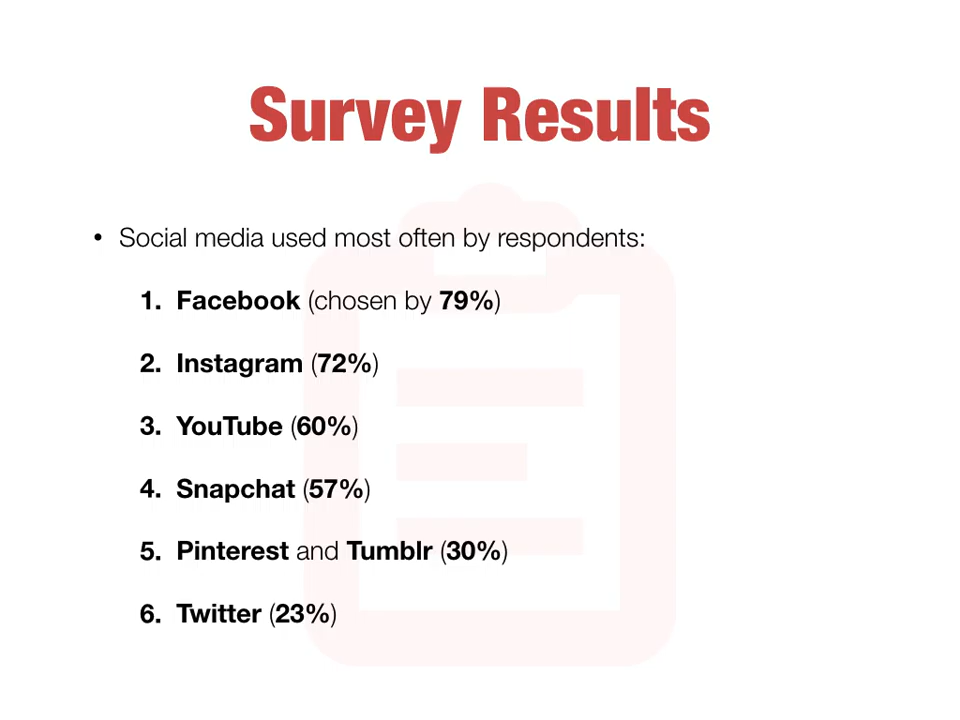 Survey Results
• Social media used most often by respondents:
1. Facebook (chosen by 79%)
2. Instagram (72%)
3. YouTube (60%)
4. Snapchat (57%)
5. Pinterest and Tumblr (30%)
6. Twitter (23%)